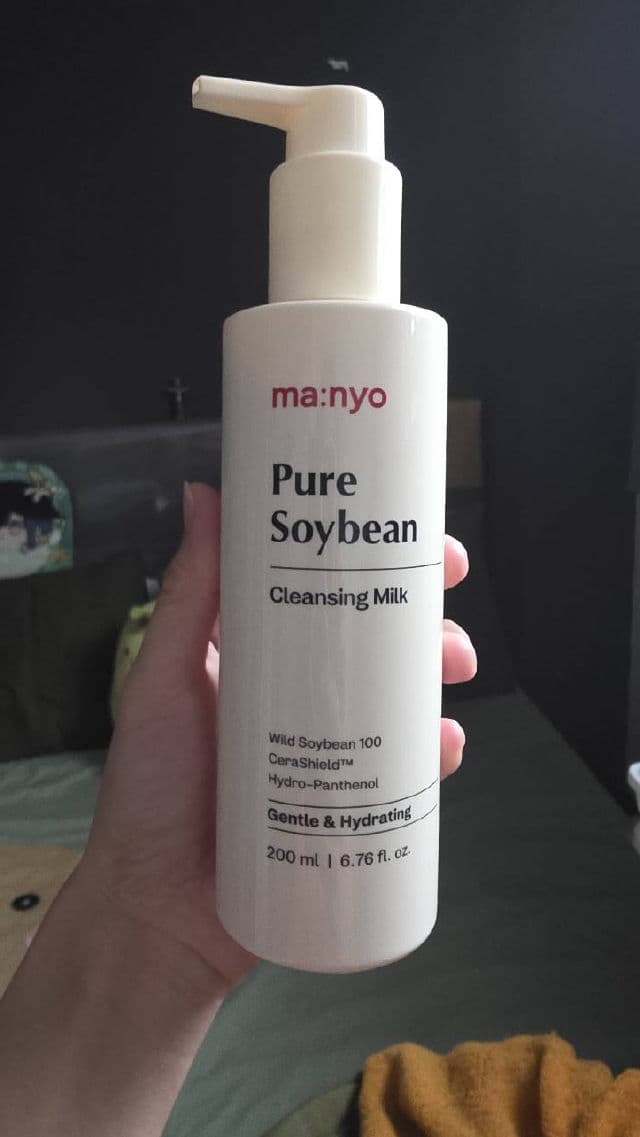 ma:nyo
Pure
Soybean
Cleansing Milk
Wild Soybean 100
CeraShield™
Hydro-Panthenol
Gentle & Hydrating
200 ml | 6.76 fl. oz.